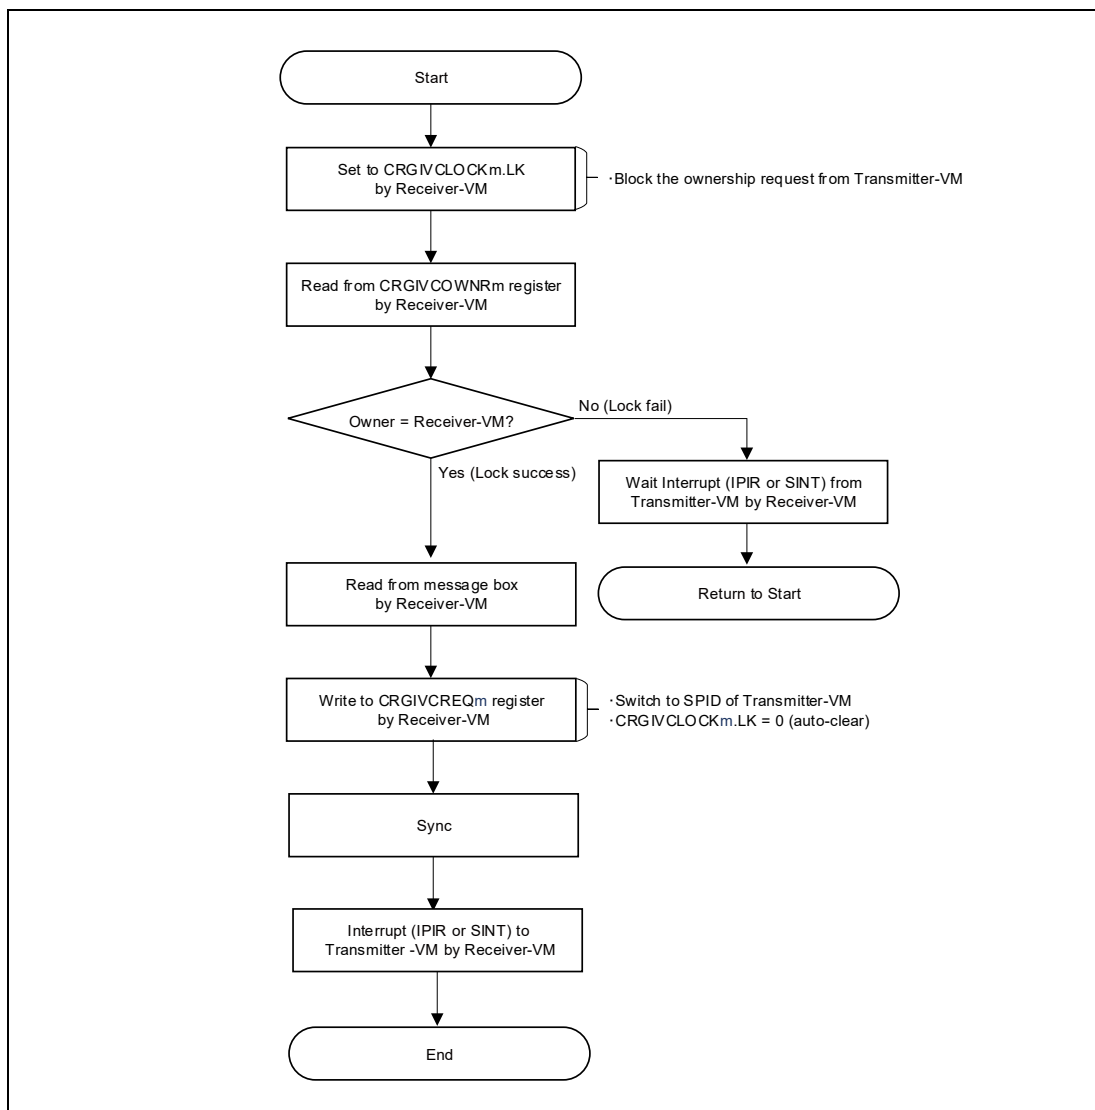 Start
Set to CRGIVCLOCKm.LK
by Receiver-VM
·Block the ownership request from Transmitter-VM
Read from CRGIVCOWNRm register
by Receiver-VM
Owner = Receiver-VM?
No (Lock fail)
Yes (Lock success)
Wait Interrupt (IPIR or SINT) from
Transmitter-VM by Receiver-VM
Return to Start
Read from message box
by Receiver-VM
Write to CRGIVCREQm register
by Receiver-VM
·Switch to SPID of Transmitter-VM
·CRGIVCLOCKm.LK = 0 (auto-clear)
Sync
Interrupt (IPIR or SINT) to
Transmitter -VM by Receiver-VM
End